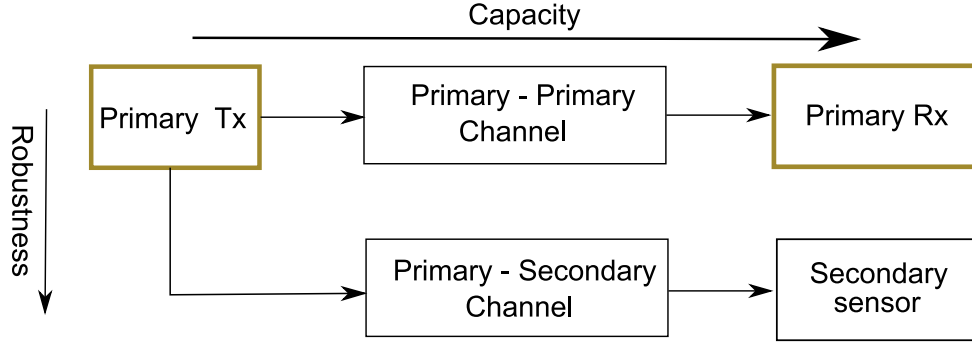 Capacity
Primary Tx
Primary - Primary
Channel
Primary Rx
Robustness
Primary - Secondary
Channel
Secondary
sensor